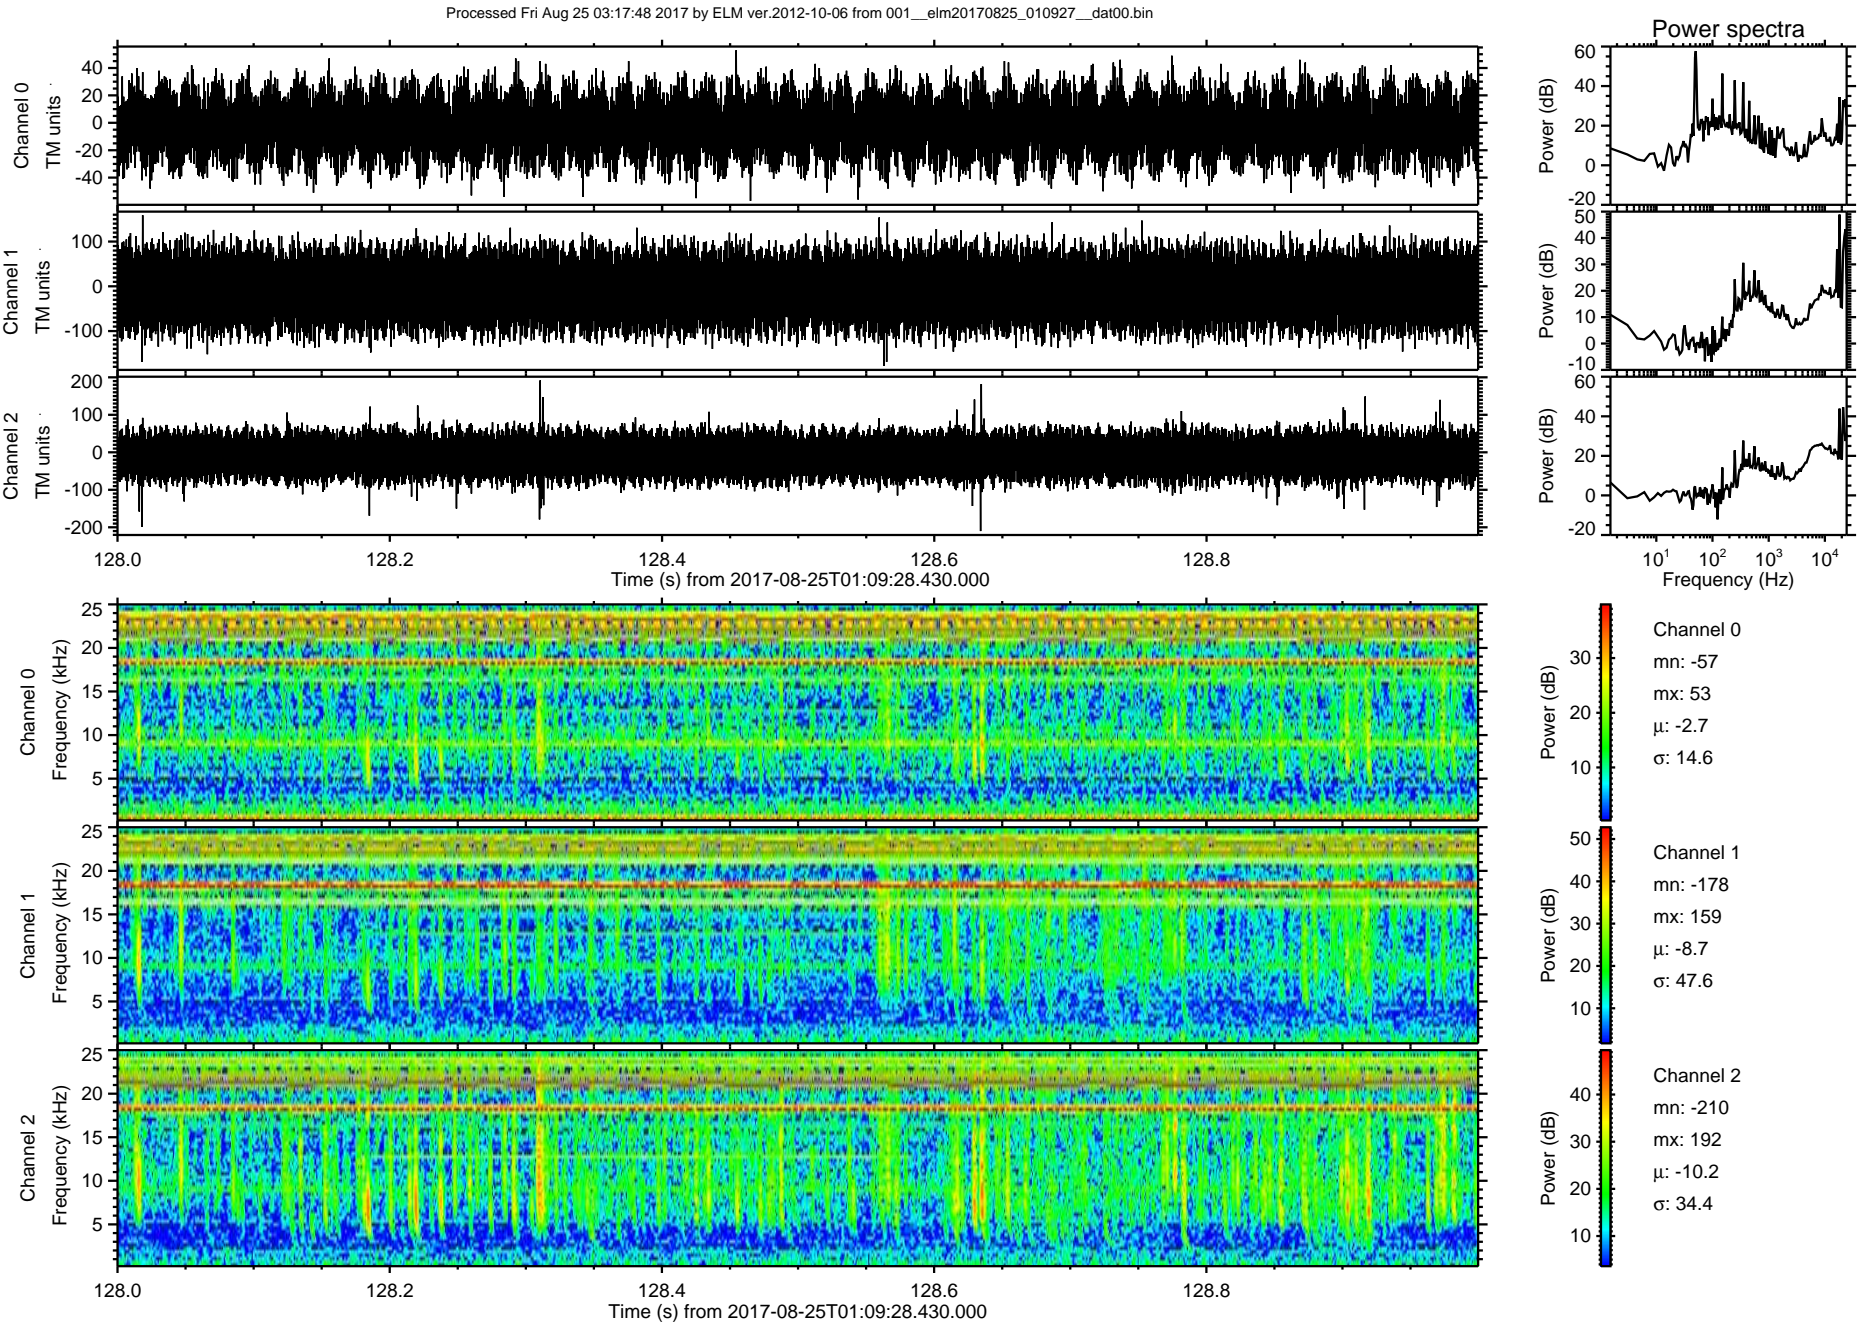 Processed Fri Aug 25 03:17:48 2017 by ELM ver.2012-10-06 from 001__elm20170825_010927__dat00.bin
Power spectra
Channel 0
TM units
40
20
0
-20
-40
Power (dB)
60
40
20
0
-20
Channel 1
TM units
100
0
-100
Power (dB)
50
40
30
20
10
0
-10
Channel 2
TM units
200
100
0
-100
-200
Power (dB)
60
40
20
0
-20
128.0 128.2 128.4 128.6 128.8
Time (s) from 2017-08-25T01:09:28.430.000
10^1 10^2 10^3 10^4
Frequency (Hz)
Channel 0
Frequency (kHz)
25
20
15
10
5
Power (dB)
30
20
10
Channel 0
mn: -57
mx: 53
μ: -2.7
σ: 14.6
Channel 1
Frequency (kHz)
25
20
15
10
5
Power (dB)
50
40
30
20
10
Channel 1
mn: -178
mx: 159
μ: -8.7
σ: 47.6
Channel 2
Frequency (kHz)
25
20
15
10
5
Power (dB)
40
30
20
10
Channel 2
mn: -210
mx: 192
μ: -10.2
σ: 34.4
128.0 128.2 128.4 128.6 128.8
Time (s) from 2017-08-25T01:09:28.430.000